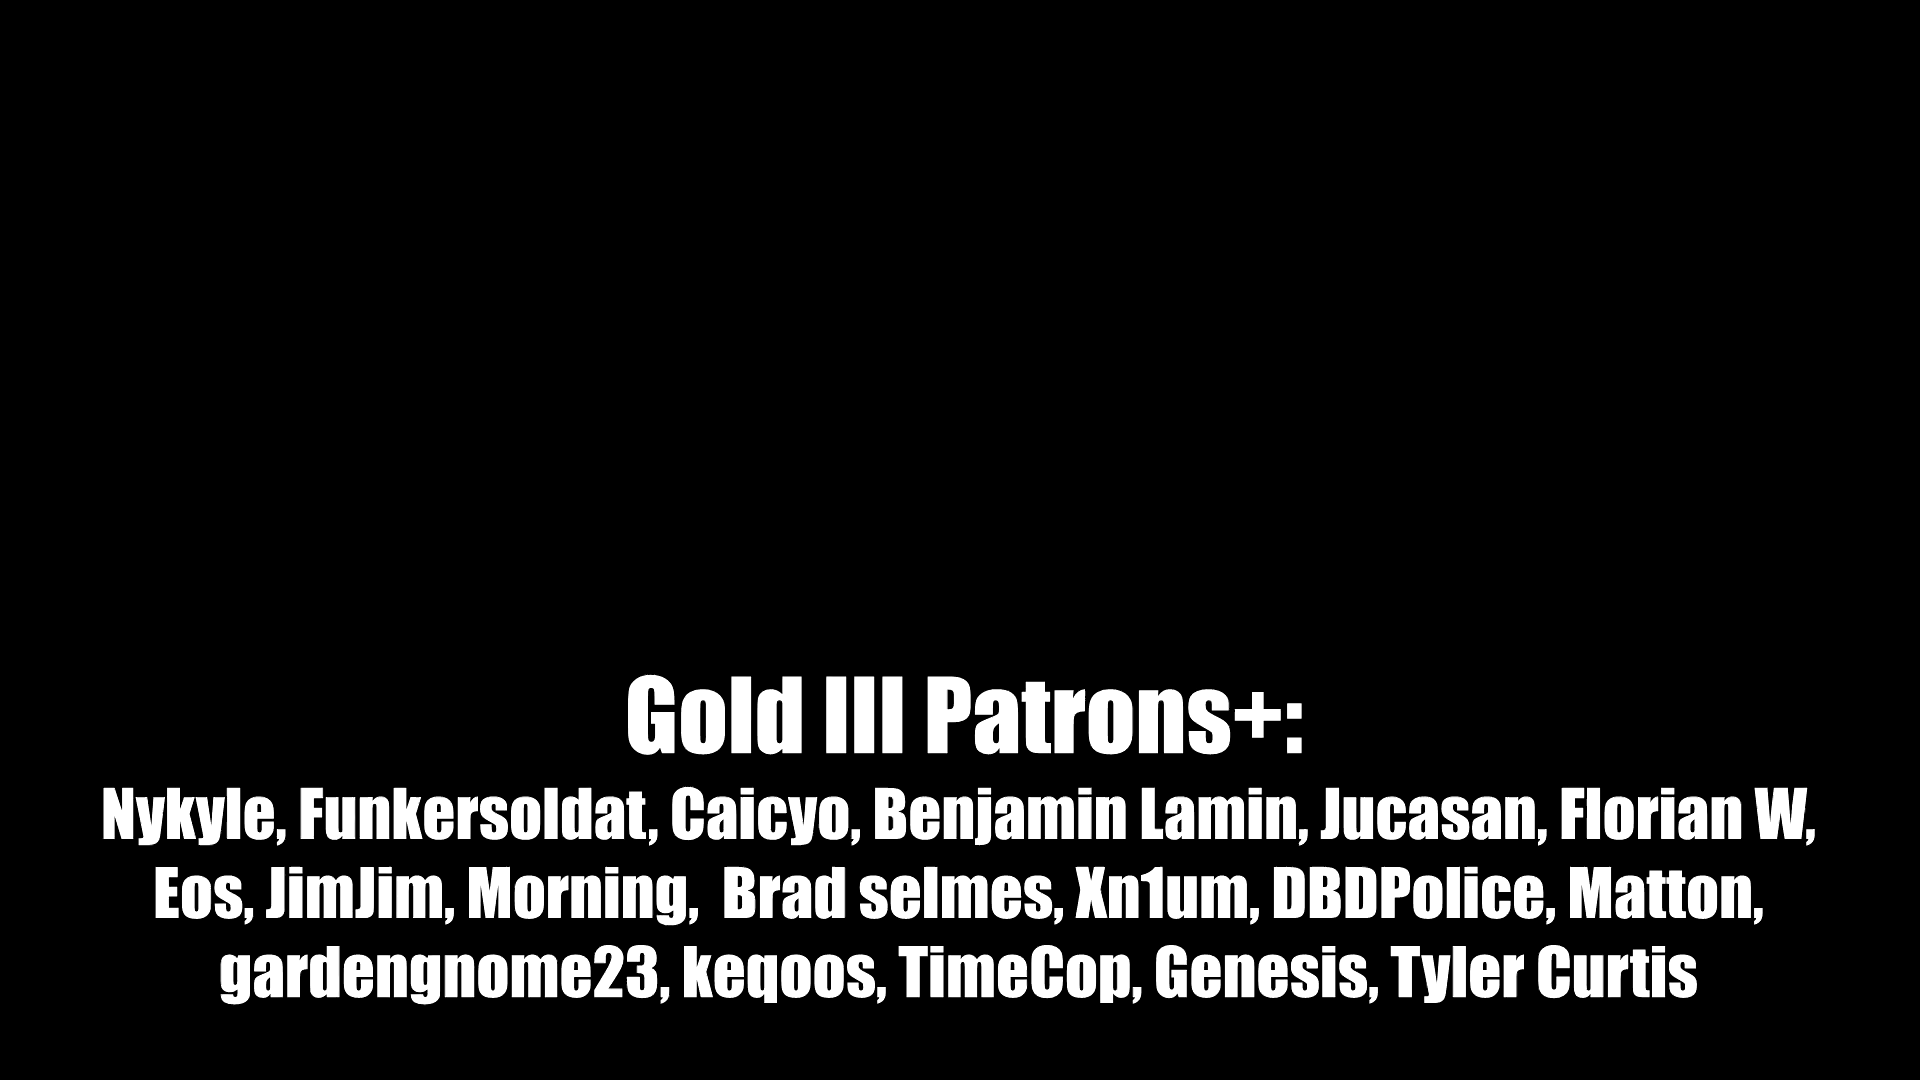 Gold III Patrons+:
Nykyle, Funkersoldat, Caicyo, Benjamin Lamin, Jucasan, Florian W,
Eos, JimJim, Morning,  Brad selmes, Xn1um, DBDPolice, Matton,
gardengnome23, keqoos, TimeCop, Genesis, Tyler Curtis